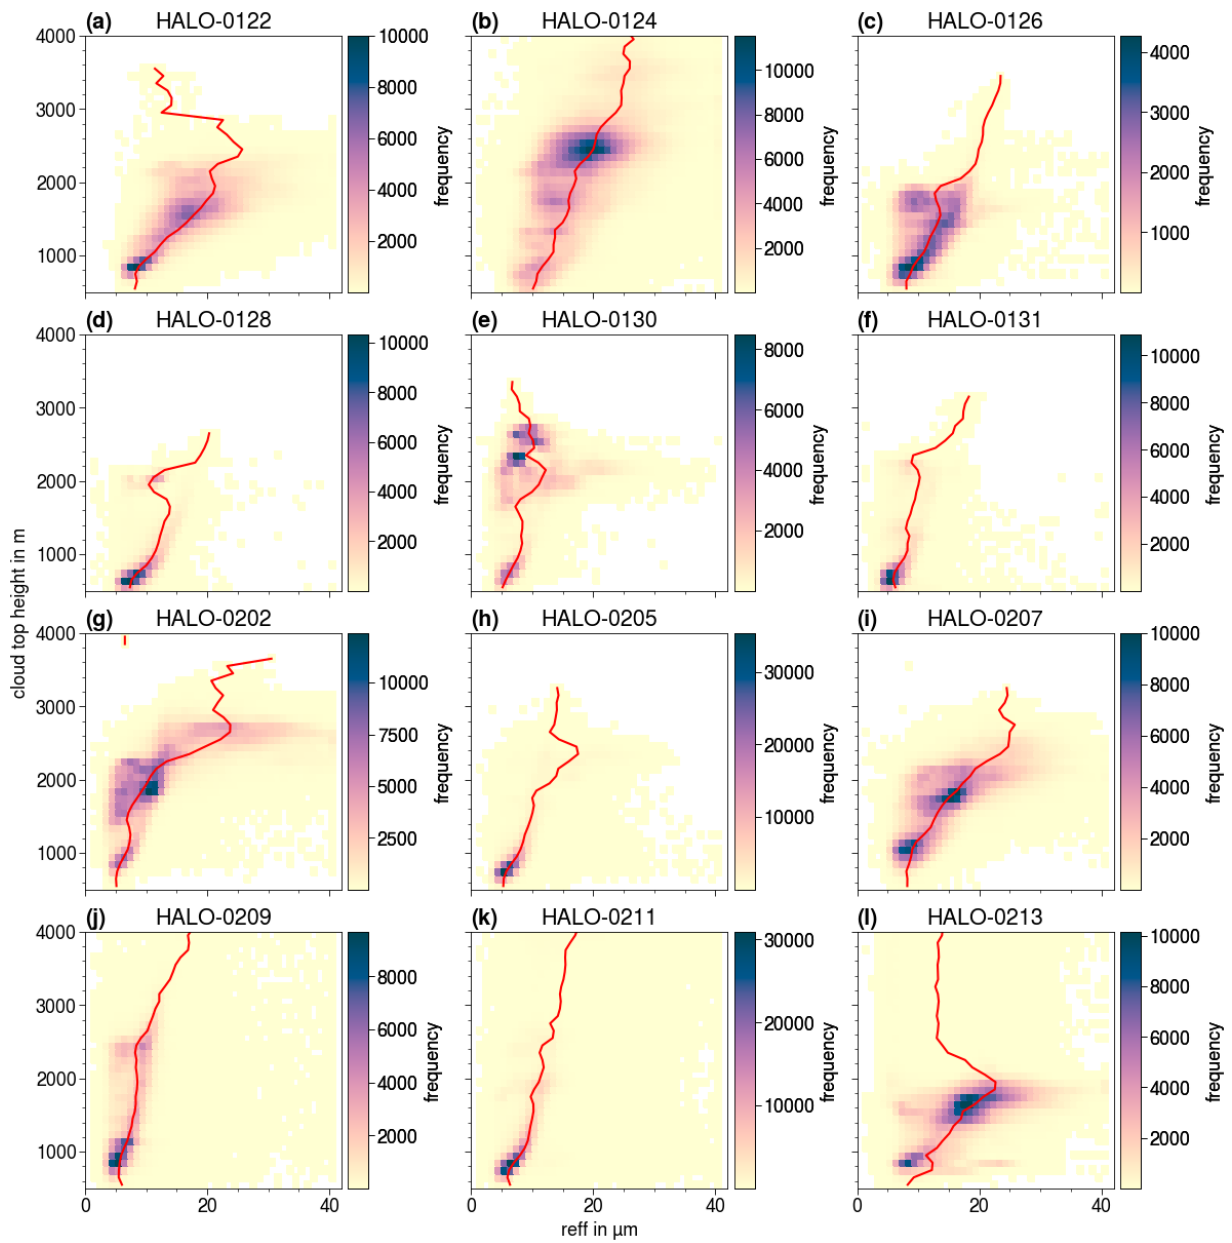 (a) HALO-0122
(b) HALO-0124
(c) HALO-0126
4000
3000
2000
1000
10000
8000
6000
4000
2000
frequency
10000
8000
6000
4000
2000
frequency
4000
3000
2000
1000
frequency
(d) HALO-0128
(e) HALO-0130
(f) HALO-0131
4000
3000
2000
1000
10000
8000
6000
4000
2000
frequency
8000
6000
4000
2000
frequency
10000
8000
6000
4000
2000
frequency
cloud top height in m
(g) HALO-0202
(h) HALO-0205
(i) HALO-0207
4000
3000
2000
1000
10000
7500
5000
2500
frequency
30000
20000
10000
frequency
10000
8000
6000
4000
2000
frequency
(j) HALO-0209
(k) HALO-0211
(l) HALO-0213
4000
3000
2000
1000
8000
6000
4000
2000
frequency
30000
20000
10000
frequency
10000
8000
6000
4000
2000
frequency
0 20 40
0 20 40
0 20 40
reff in µm